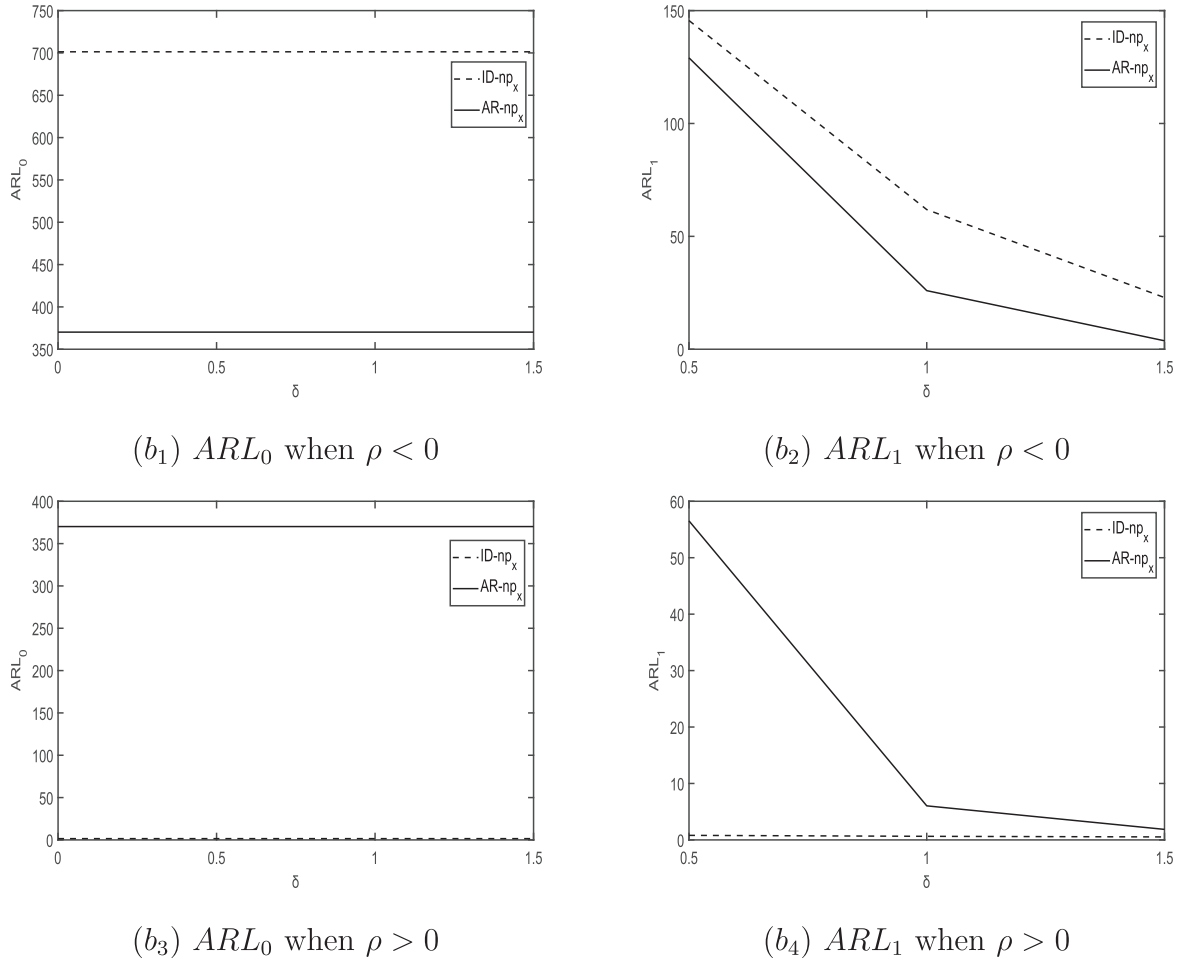 750
700
650
600
550
500
450
400
350
ARL₀
0 0.5 1 1.5
δ
ID-npₓ
AR-npₓ
(b₁) ARL₀ when ρ < 0
150
100
50
0
ARL₁
0.5 1 1.5
δ
ID-npₓ
AR-npₓ
(b₂) ARL₁ when ρ < 0
400
350
300
250
200
150
100
50
0
ARL₀
0 0.5 1 1.5
δ
ID-npₓ
AR-npₓ
(b₃) ARL₀ when ρ > 0
60
50
40
30
20
10
0
ARL₁
0.5 1 1.5
δ
ID-npₓ
AR-npₓ
(b₄) ARL₁ when ρ > 0